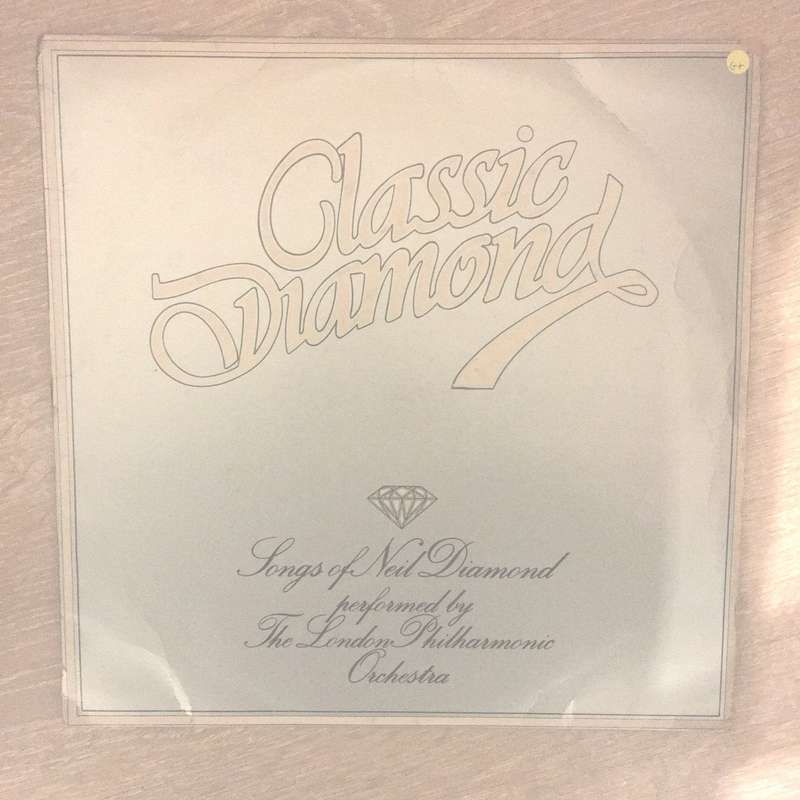 G+
Classic
Diamond
Songs of Neil Diamond
performed by
The London Philharmonic
Orchestra